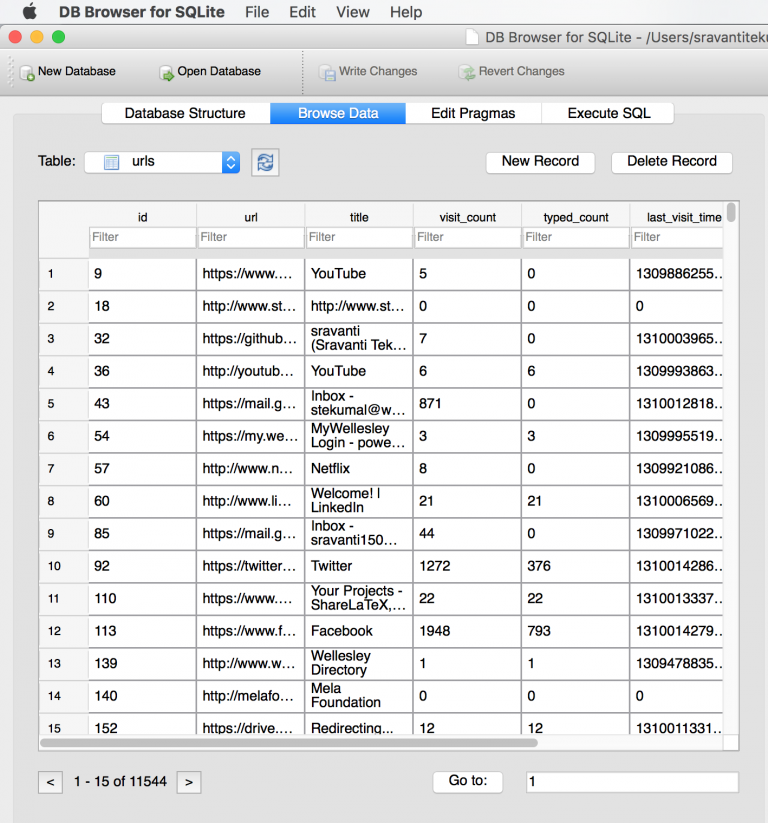 DB Browser for SQLite File Edit View Help
DB Browser for SQLite - /Users/sravantiteku
New Database Open Database Write Changes Revert Changes
Database Structure Browse Data Edit Pragmas Execute SQL
Table: urls New Record Delete Record
id url title visit_count typed_count last_visit_time
Filter Filter Filter Filter Filter Filter
1 9 https://www.... YouTube 5 0 1309886255...
2 18 http://www.st... http://www.st... 0 0 0
3 32 https://github... sravanti (Sravanti Tek... 7 0 1310003965...
4 36 http://youtub... YouTube 6 6 1309993863...
5 43 https://mail.g... Inbox - stekumal@w... 871 0 1310012818...
6 54 https://my.we... MyWellesley Login - powe... 3 3 1309995519...
7 57 http://www.n... Netflix 8 0 1309921086...
8 60 http://www.li... Welcome! | LinkedIn 21 21 1310006569...
9 85 https://mail.g... Inbox - sravanti150... 44 0 1309971022...
10 92 https://twitter... Twitter 1272 376 1310014286...
11 110 https://www.... Your Projects - ShareLaTeX,... 22 22 1310013337...
12 113 https://www.f... Facebook 1948 793 1310014279...
13 139 http://www.w... Wellesley Directory 1 1 1309478835...
14 140 http://melafo... Mela Foundation 0 0 0
15 152 https://drive.... Redirecting... 12 12 1310011331...
< 1 - 15 of 11544 > Go to: 1